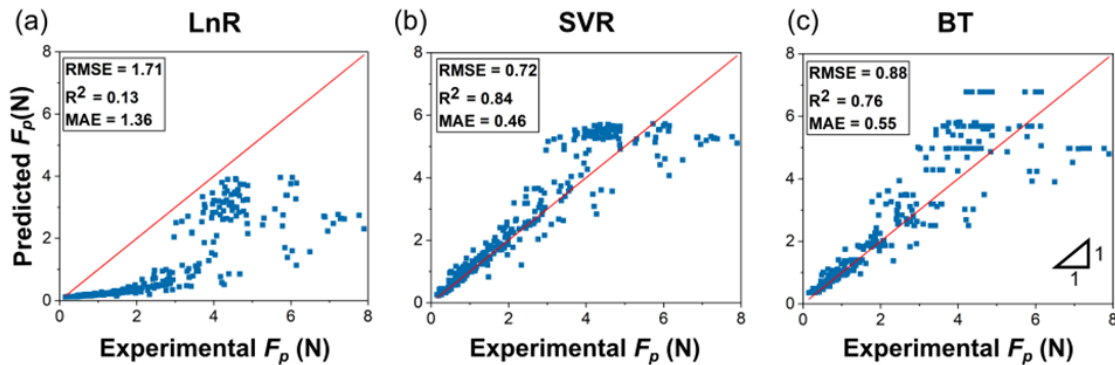 (a) LnR
RMSE = 1.71
R² = 0.13
MAE = 1.36
Predicted Fp(N)
8
6
4
2
0
0 2 4 6 8
Experimental Fp (N)
(b) SVR
RMSE = 0.72
R² = 0.84
MAE = 0.46
8
6
4
2
0
0 2 4 6 8
Experimental Fp (N)
(c) BT
RMSE = 0.88
R² = 0.76
MAE = 0.55
8
6
4
2
0
1
1
0 2 4 6 8
Experimental Fp (N)